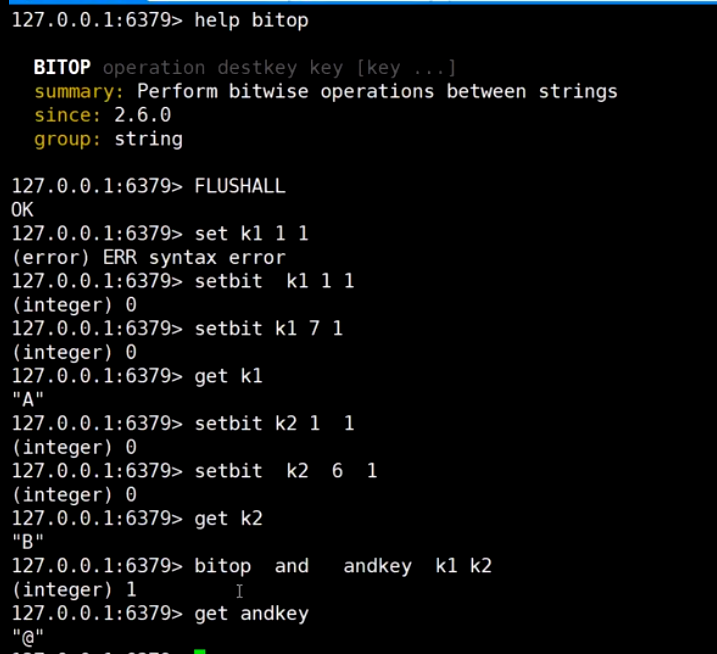 127.0.0.1:6379> help bitop
BITOP operation destkey key [key ...]
summary: Perform bitwise operations between strings
since: 2.6.0
group: string
127.0.0.1:6379> FLUSHALL
OK
127.0.0.1:6379> set k1 1 1
(error) ERR syntax error
127.0.0.1:6379> setbit  k1 1 1
(integer) 0
127.0.0.1:6379> setbit k1 7 1
(integer) 0
127.0.0.1:6379> get k1
"A"
127.0.0.1:6379> setbit k2 1  1
(integer) 0
127.0.0.1:6379> setbit  k2  6  1
(integer) 0
127.0.0.1:6379> get k2
"B"
127.0.0.1:6379> bitop  and   andkey  k1 k2
(integer) 1
127.0.0.1:6379> get andkey
"@"